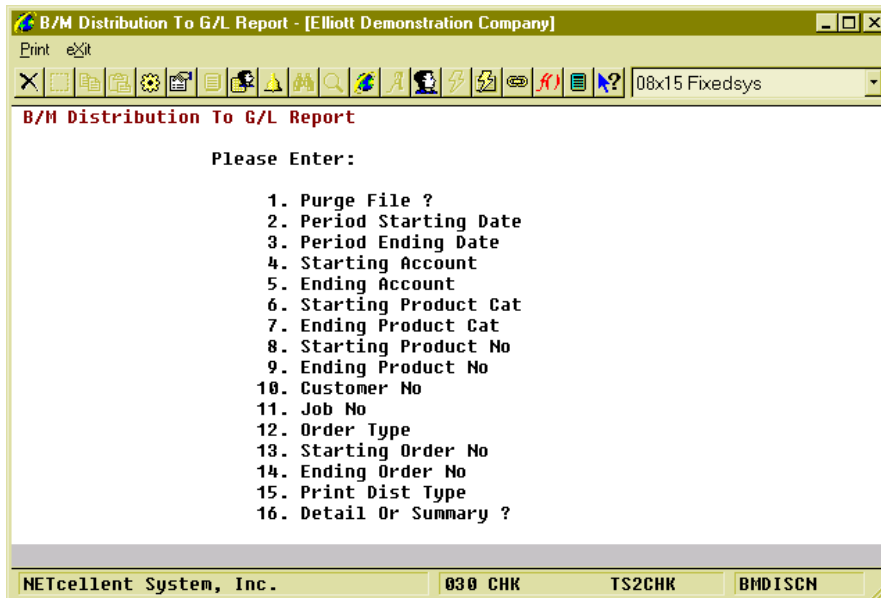 B/M Distribution To G/L Report - [Elliott Demonstration Company]
Print eXit
08x15 Fixedsys
B/M Distribution To G/L Report
Please Enter:
1. Purge File ?
2. Period Starting Date
3. Period Ending Date
4. Starting Account
5. Ending Account
6. Starting Product Cat
7. Ending Product Cat
8. Starting Product No
9. Ending Product No
10. Customer No
11. Job No
12. Order Type
13. Starting Order No
14. Ending Order No
15. Print Dist Type
16. Detail Or Summary ?
NETcellent System, Inc. 030 CHK TS2CHK BMDISCN